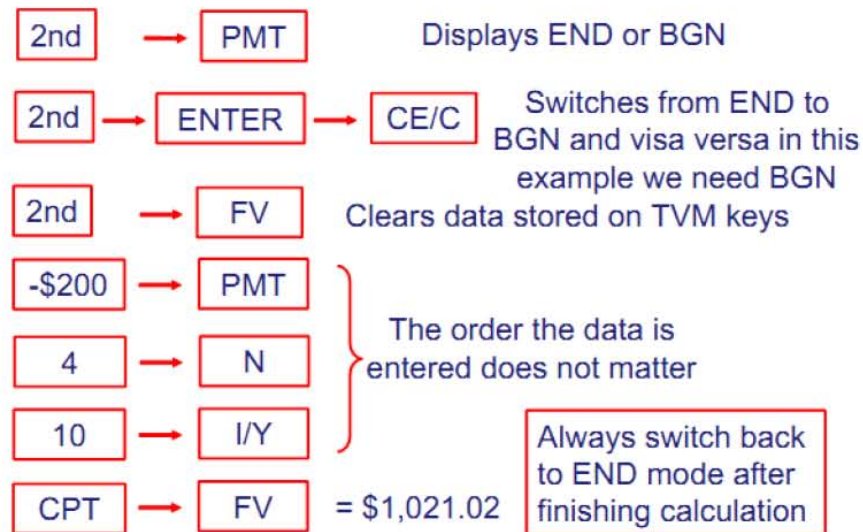 2nd PMT Displays END or BGN
2nd ENTER CE/C Switches from END to
BGN and visa versa in this
example we need BGN
2nd FV Clears data stored on TVM keys
-$200 PMT
The order the data is
4 N
entered does not matter
10 I/Y
Always switch back
to END mode after
finishing calculation
CPT FV = $1,021.02